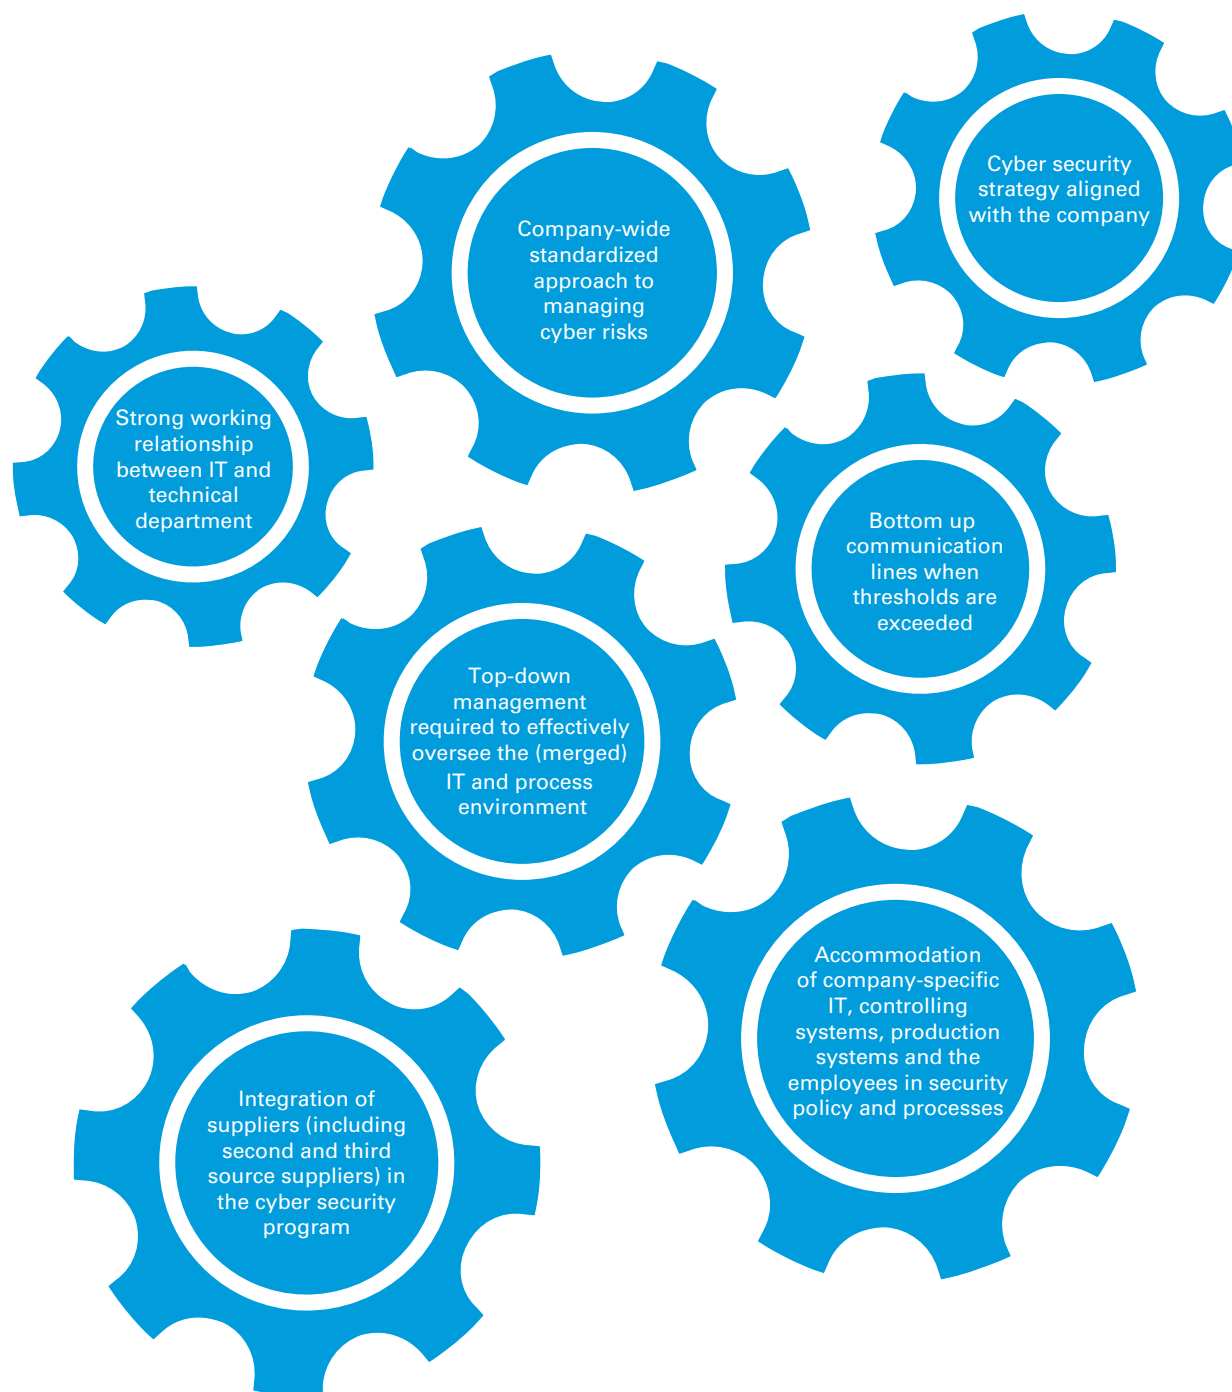 Cyber security
strategy aligned
with the company
Company-wide
standardized
approach to
managing
cyber risks
Strong working
relationship
between IT and
technical
department
Bottom up
communication
lines when
thresholds are
exceeded
Top-down
management
required to effectively
oversee the (merged)
IT and process
environment
Accommodation
of company-specific
IT, controlling
systems, production
systems and the
employees in security
policy and processes
Integration of
suppliers (including
second and third
source suppliers) in
the cyber security
program